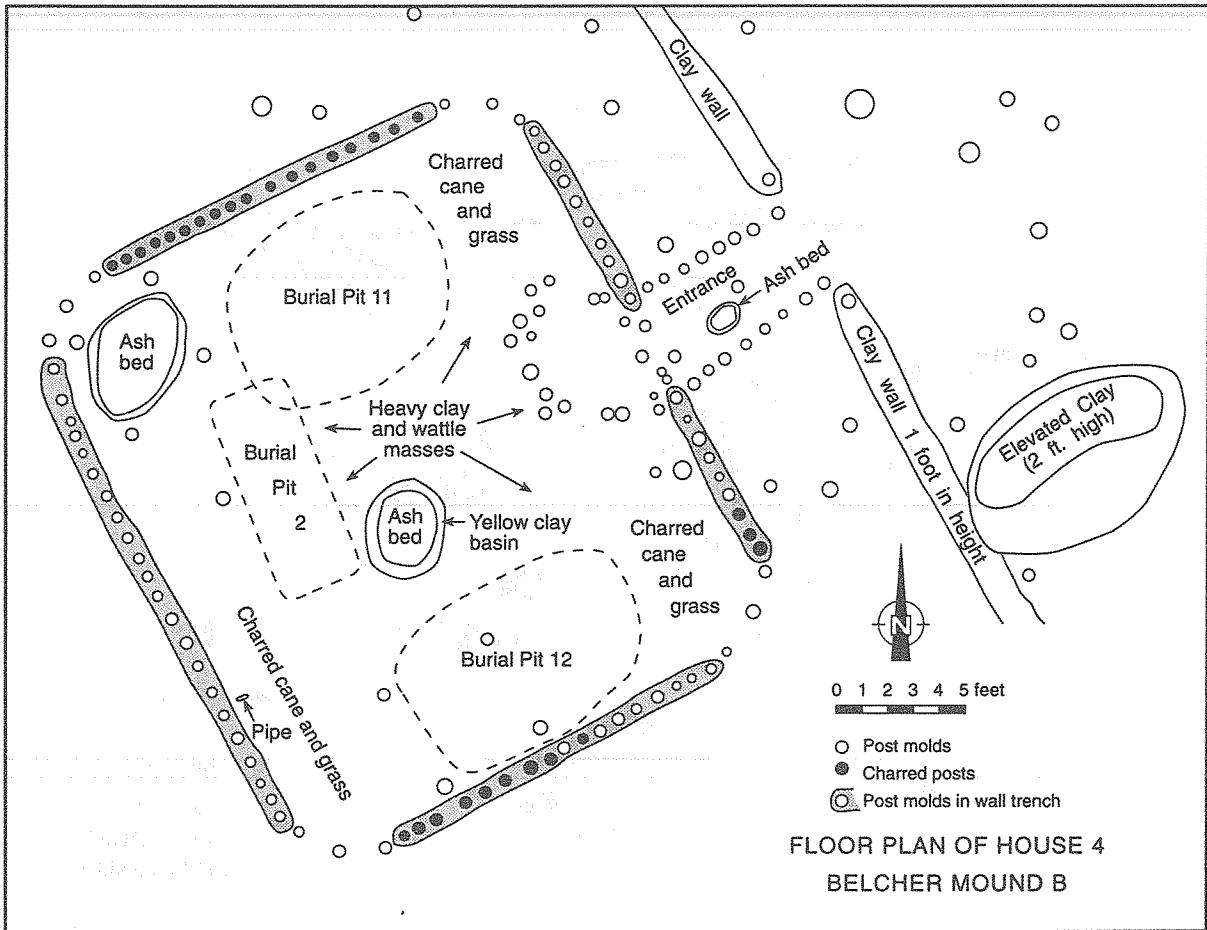 Clay wall
Charred
cane
and
grass
Burial Pit 11
Entrance
Ash bed
Ash
bed
Heavy clay
and wattle
masses
Burial
Pit
2
Ash
bed
Yellow clay
basin
Clay wall 1 foot in height
Elevated Clay
(2 ft. high)
Charred
cane
and
grass
Burial Pit 12
Charred cane and grass
Pipe
N
0 1 2 3 4 5 feet
Post molds
Charred posts
Post molds in wall trench
FLOOR PLAN OF HOUSE 4
BELCHER MOUND B